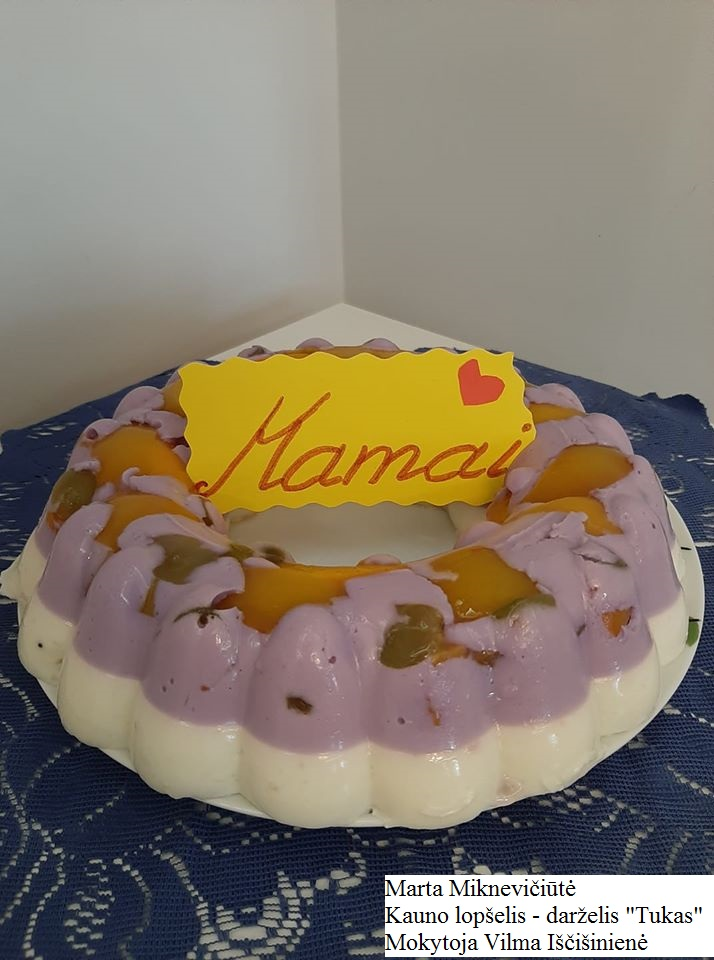 Mamai
Marta Miknevičiūtė
Kauno lopšelis - darželis "Tukas"
Mokytoja Vilma Iščišinienė